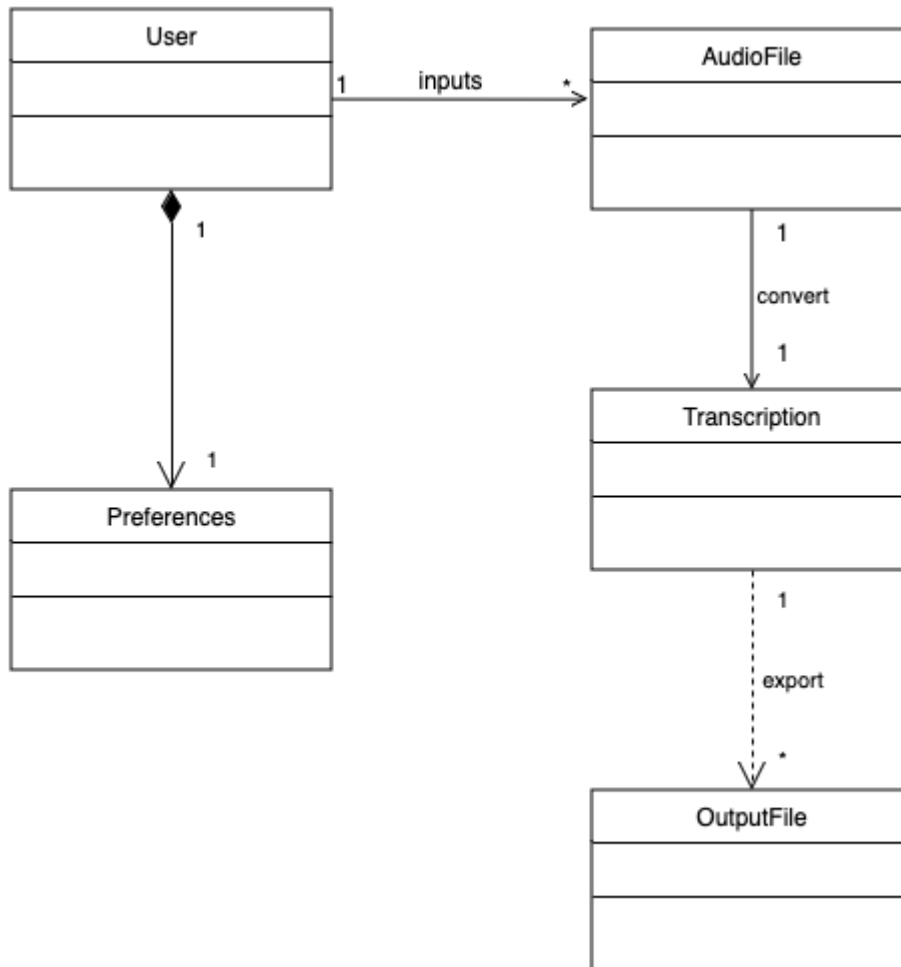 User
AudioFile
1 inputs *
1
1
convert
1
Transcription
1
Preferences
1
export
*
OutputFile